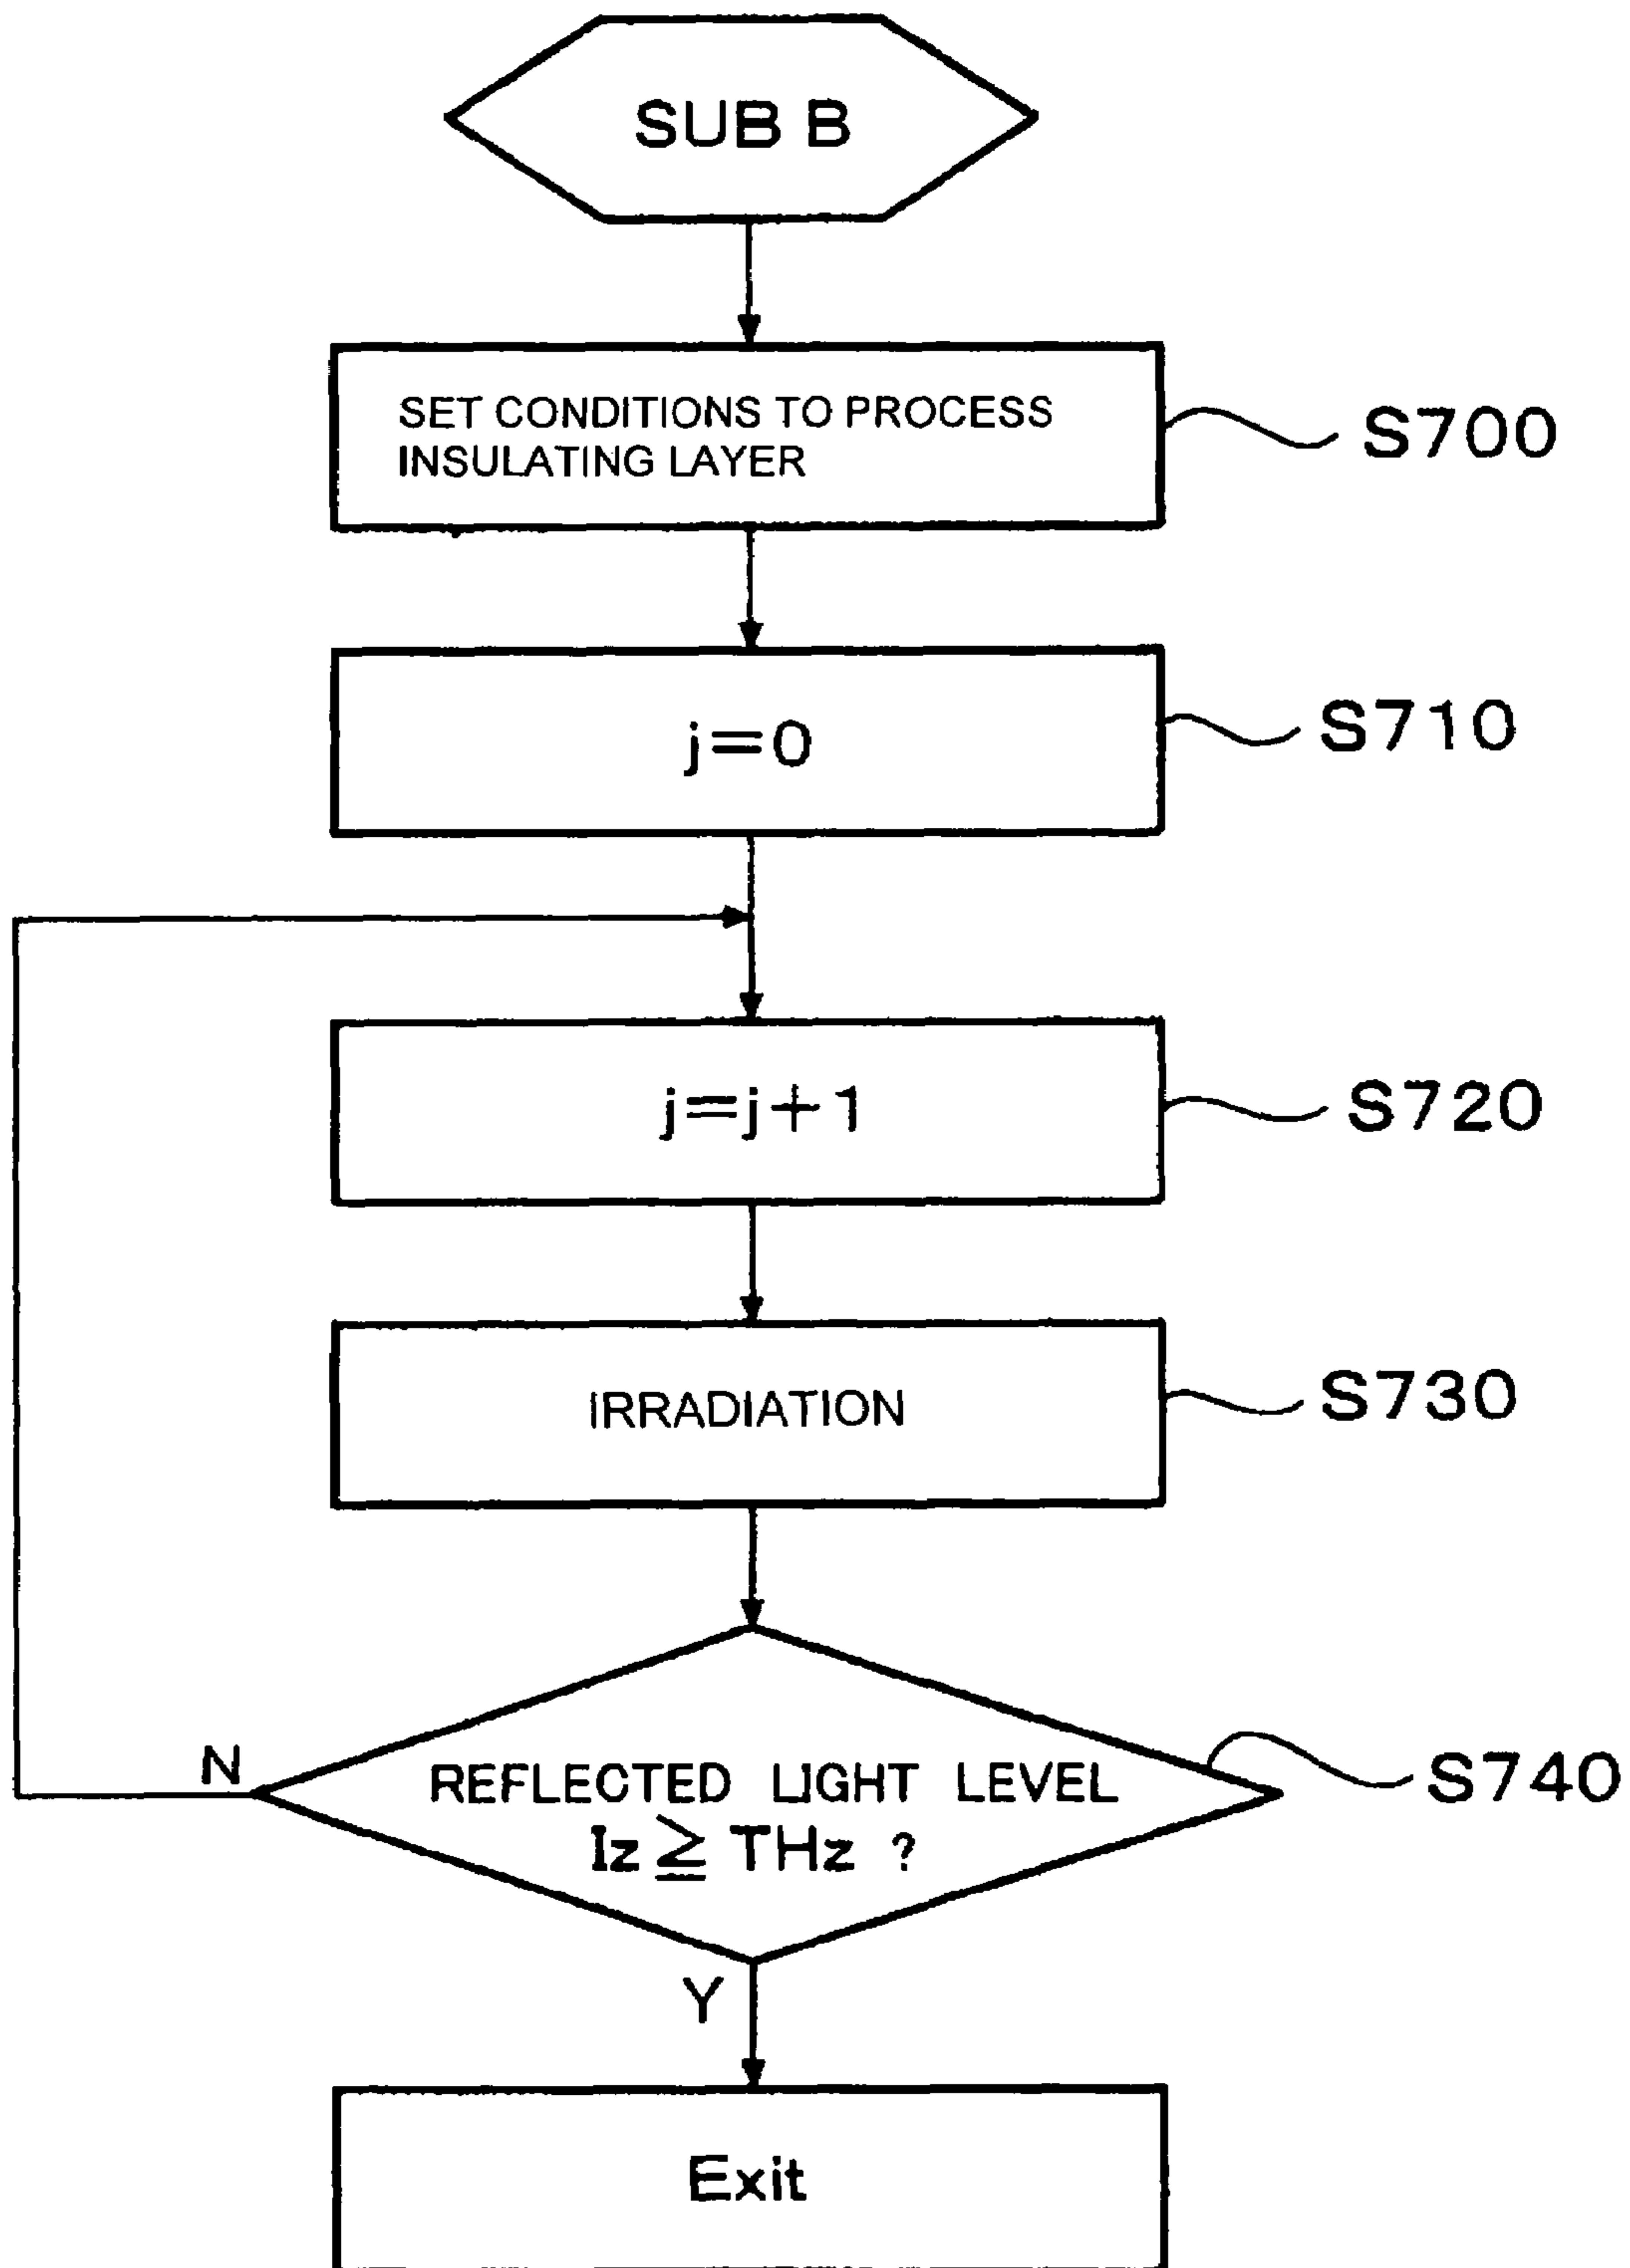 SUB B
SET CONDITIONS TO PROCESS
INSULATING LAYER
S700
j=0
S710
j=j+1
S720
IRRADIATION
S730
REFLECTED LIGHT LEVEL
Iz ≧ THz ?
S740
N
Y
Exit